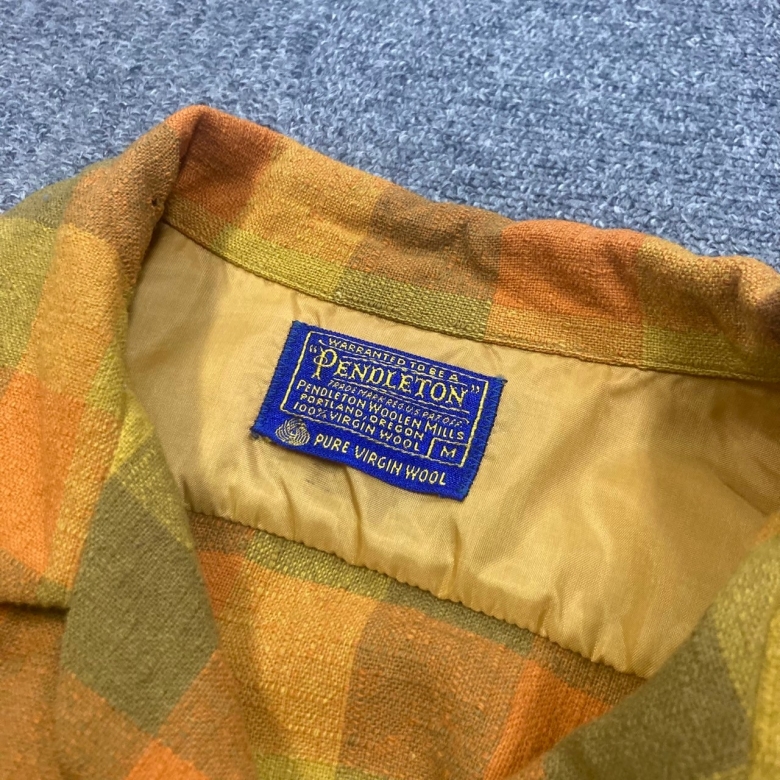 WARRANTED TO BE A
"PENDLETON"
TRADE MARK REG. U.S. PAT. OFF.
PENDLETON WOOLEN MILLS
PORTLAND, OREGON
100% VIRGIN WOOL M
PURE VIRGIN WOOL